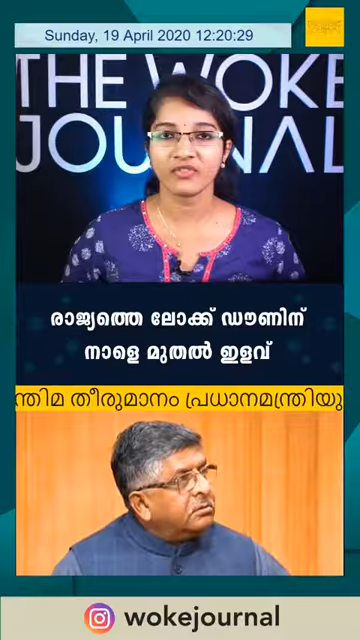 Sunday, 19 April 2020 12:20:29
THE WOKE
JOURNAL
രാജ്യത്തെ ലോക്ക് ഡൗണിന്
നാളെ മുതൽ ഇളവ്
ന്തിമ തീരുമാനം പ്രധാനമന്ത്രിയു
wokejournal